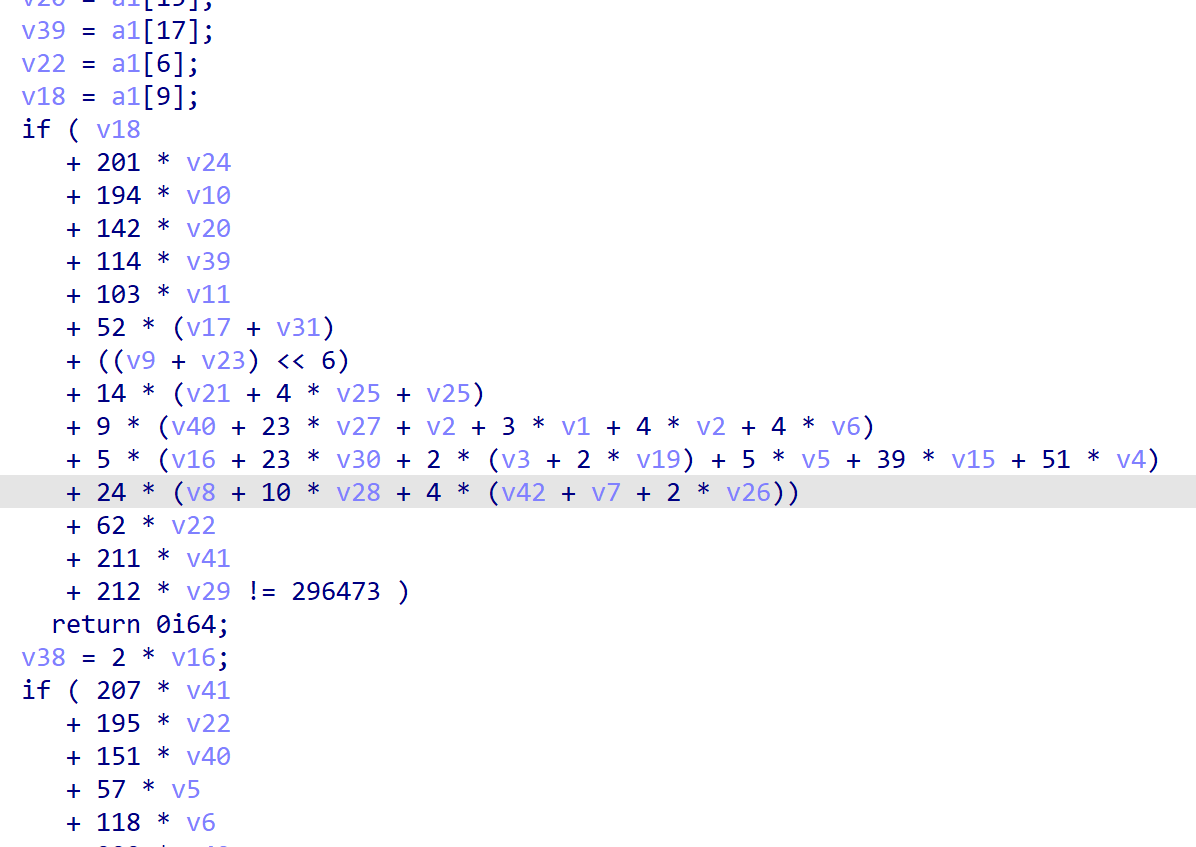 v39 = a1[17];
v22 = a1[6];
v18 = a1[9];
if ( v18
+ 201 * v24
+ 194 * v10
+ 142 * v20
+ 114 * v39
+ 103 * v11
+ 52 * (v17 + v31)
+ ((v9 + v23) << 6)
+ 14 * (v21 + 4 * v25 + v25)
+ 9 * (v40 + 23 * v27 + v2 + 3 * v1 + 4 * v2 + 4 * v6)
+ 5 * (v16 + 23 * v30 + 2 * (v3 + 2 * v19) + 5 * v5 + 39 * v15 + 51 * v4)
+ 24 * (v8 + 10 * v28 + 4 * (v42 + v7 + 2 * v26))
+ 62 * v22
+ 211 * v41
+ 212 * v29 != 296473 )
return 0i64;
v38 = 2 * v16;
if ( 207 * v41
+ 195 * v22
+ 151 * v40
+ 57 * v5
+ 118 * v6